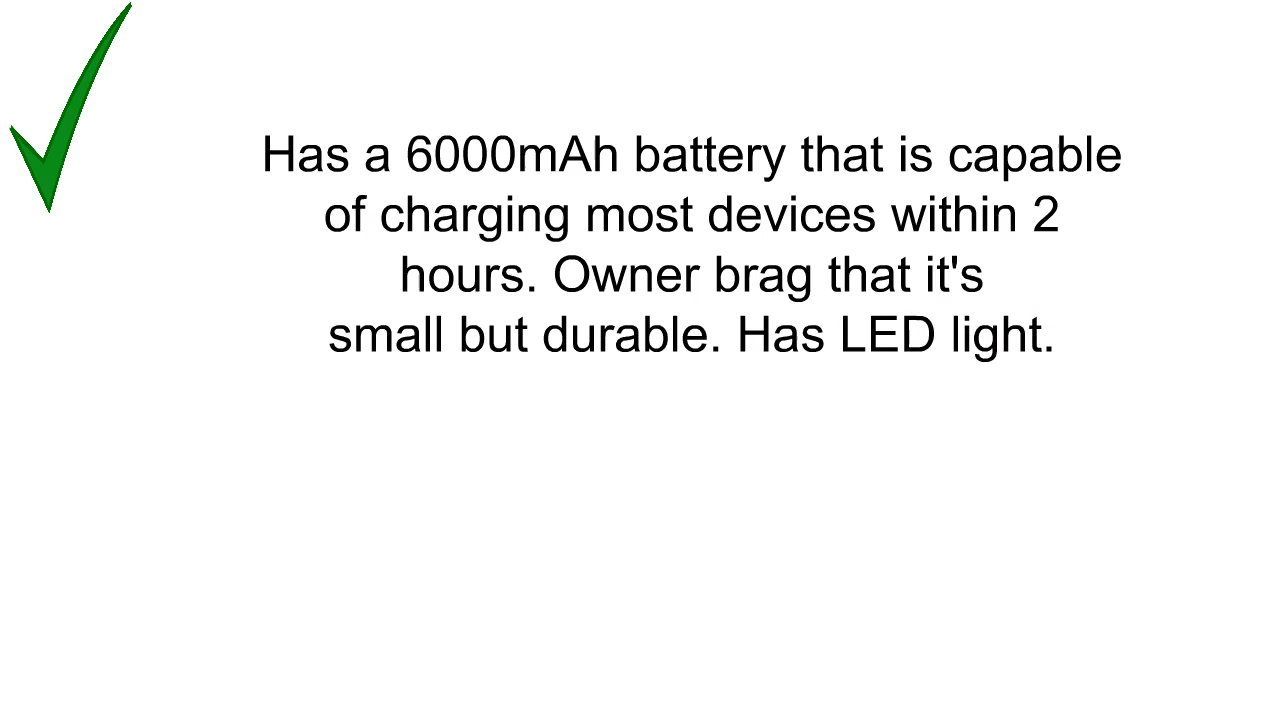 Has a 6000mAh battery that is capable
of charging most devices within 2
hours. Owner brag that it's
small but durable. Has LED light.